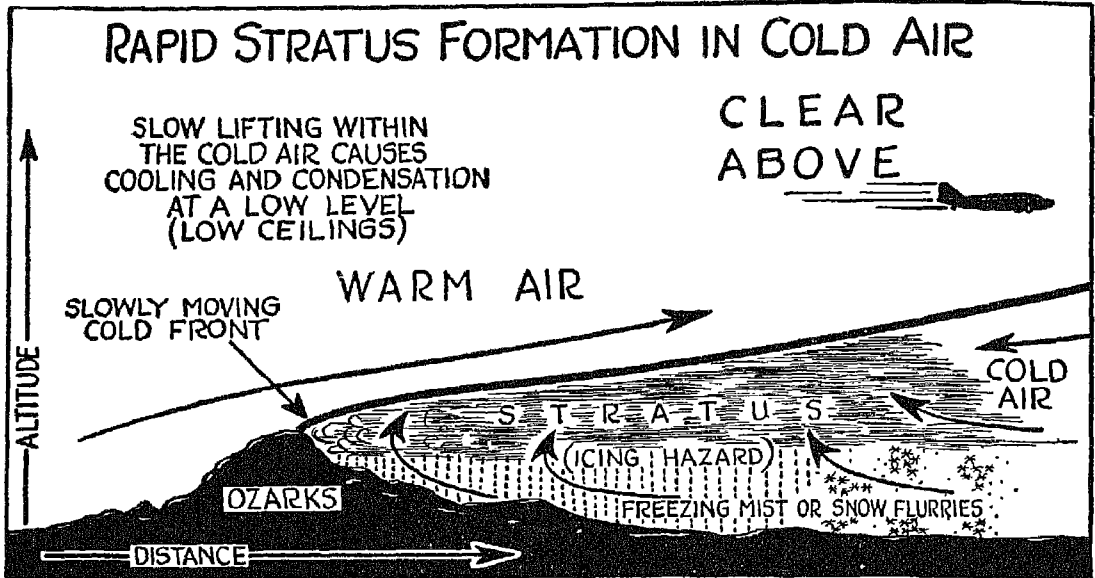 RAPID STRATUS FORMATION IN COLD AIR
SLOW LIFTING WITHIN
THE COLD AIR CAUSES
COOLING AND CONDENSATION
AT A LOW LEVEL
(LOW CEILINGS)
CLEAR
ABOVE
WARM AIR
SLOWLY MOVING
COLD FRONT
ALTITUDE
COLD
AIR
STRATUS
(ICING HAZARD)
OZARKS
FREEZING MIST OR SNOW FLURRIES
DISTANCE